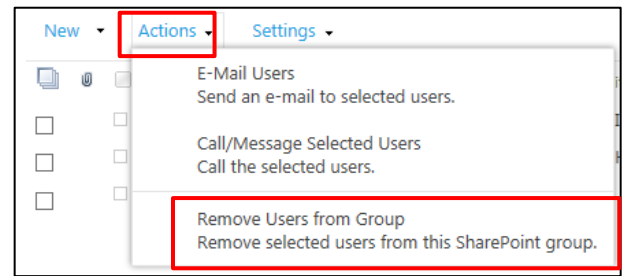 New Actions Settings
E-Mail Users
Send an e-mail to selected users.
Call/Message Selected Users
Call the selected users.
Remove Users from Group
Remove selected users from this SharePoint group.